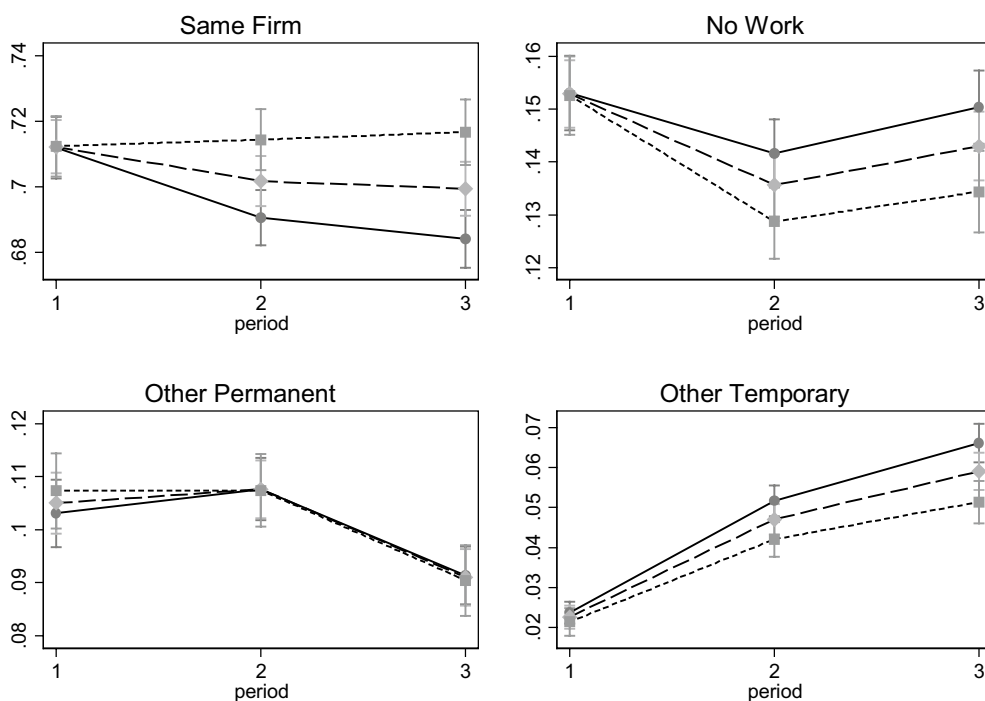 Same Firm
.74
.72
.7
.68
1 2 3
period
No Work
.16
.15
.14
.13
.12
1 2 3
period
Other Permanent
.12
.11
.1
.09
.08
1 2 3
period
Other Temporary
.07
.06
.05
.04
.03
.02
1 2 3
period